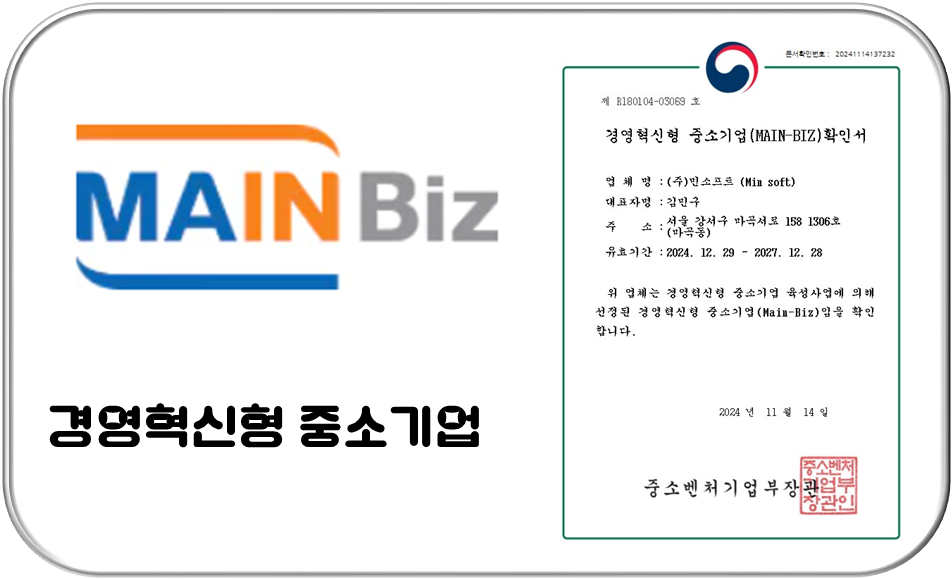 MAIN Biz
경영혁신형 중소기업
문서확인번호 : 20241114137232
제 R180104-03069 호
경영혁신형 중소기업(MAIN-BIZ)확인서
업 체 명 : (주)민소프트 (Min soft)
대표자명 : 김민구
주 소 : 서울 강서구 마곡서로 158 1306호
(마곡동)
유효기간 : 2024. 12. 29 ~ 2027. 12. 28
위 업체는 경영혁신형 중소기업 육성사업에 의해
선정된 경영혁신형 중소기업(Main-Biz)임을 확인
합니다.
2024 년 11 월 14 일
중소벤처기업부장관
중소벤처
기업부
장관인